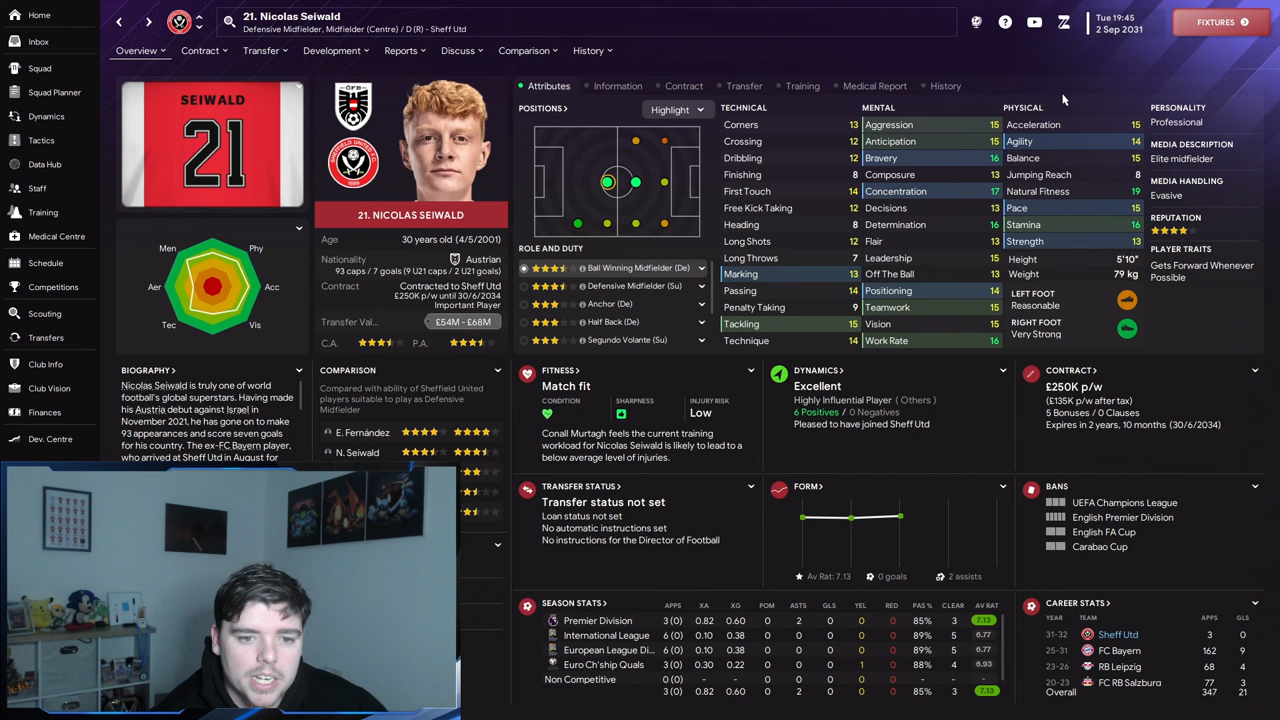 Home
Inbox
Squad
Squad Planner
Dynamics
Tactics
Data Hub
Staff
Training
Medical Centre
Schedule
Competitions
Scouting
Transfers
Club Info
Club Vision
Finances
Dev. Centre
21. Nicolas Seiwald
Defensive Midfielder, Midfielder (Centre) / D (R) - Sheff Utd
Tue 19:45
2 Sep 2031
FIXTURES
Overview
Contract
Transfer
Development
Reports
Discuss
Comparison
History
SEIWALD
21
21. NICOLAS SEIWALD
Age 30 years old (4/5/2001)
Nationality Austrian
93 caps / 7 goals (9 U21 caps / 2 U21 goals)
Contract Contracted to Sheff Utd
£250K p/w until 30/6/2034
Important Player
Transfer Val... £54M - £68M
C.A. P.A.
Men Phy
Aer Acc
Tec Vis
Attributes
Information
Contract
Transfer
Training
Medical Report
History
POSITIONS
Highlight
ROLE AND DUTY
Ball Winning Midfielder (De)
Defensive Midfielder (Su)
Anchor (De)
Half Back (De)
Segundo Volante (Su)
TECHNICAL
Corners 13
Crossing 12
Dribbling 12
Finishing 8
First Touch 14
Free Kick Taking 12
Heading 8
Long Shots 12
Long Throws 7
Marking 13
Passing 14
Penalty Taking 9
Tackling 15
Technique 14
MENTAL
Aggression 15
Anticipation 15
Bravery 16
Composure 13
Concentration 17
Decisions 13
Determination 16
Flair 13
Leadership 15
Off The Ball 13
Positioning 14
Teamwork 15
Vision 15
Work Rate 16
PHYSICAL
Acceleration 15
Agility 14
Balance 15
Jumping Reach 8
Natural Fitness 19
Pace 15
Stamina 16
Strength 13
Height 5'10"
Weight 79 kg
LEFT FOOT
Reasonable
RIGHT FOOT
Very Strong
PERSONALITY
Professional
MEDIA DESCRIPTION
Elite midfielder
MEDIA HANDLING
Evasive
REPUTATION
PLAYER TRAITS
Gets Forward Whenever
Possible
BIOGRAPHY
Nicolas Seiwald is truly one of world
football's global superstars. Having made
his Austria debut against Israel in
November 2021, he has gone on to make
93 appearances and score seven goals
for his country. The ex-FC Bayern player,
who arrived at Sheff Utd in August for
COMPARISON
Compared with ability of Sheffield United
players suitable to play as Defensive
Midfielder
E. Fernández
N. Seiwald
FITNESS
Match fit
CONDITION
SHARPNESS
INJURY RISK
Low
Conall Murtagh feels the current training
workload for Nicolas Seiwald is likely to lead to a
below average level of injuries.
DYNAMICS
Excellent
Highly Influential Player ( Others )
6 Positives / 0 Negatives
Pleased to have joined Sheff Utd
CONTRACT
£250K p/w
(£135K p/w after tax)
5 Bonuses / 0 Clauses
Expires in 2 years, 10 months (30/6/2034)
TRANSFER STATUS
Transfer status not set
Loan status not set
No automatic instructions set
No instructions for the Director of Football
FORM
Av Rat: 7.13
0 goals
2 assists
BANS
UEFA Champions League
English Premier Division
English FA Cup
Carabao Cup
SEASON STATS APPS XA XG POM ASTS GLS YEL RED PAS % CLEAR AV RAT
Premier Division 3 (0) 0.82 0.60 0 2 0 0 0 85% 3 7.13
International League 6 (0) 0.10 0.38 0 0 0 0 0 89% 5 6.77
European League Di... 6 (0) 0.10 0.38 0 0 0 0 0 89% 5 6.77
Euro Ch'ship Quals 3 (0) 0.30 0.22 0 0 0 1 0 88% 4 6.93
Non Competitive 0 (0) - - 0 0 0 0 0 - - -
3 (0) 0.82 0.60 0 2 0 0 0 85% 3 7.13
CAREER STATS
YEAR TEAM APPS GLS
31-32 Sheff Utd 3 0
25-31 FC Bayern 162 9
23-26 RB Leipzig 68 4
20-23 FC RB Salzburg 77 3
Overall 347 21